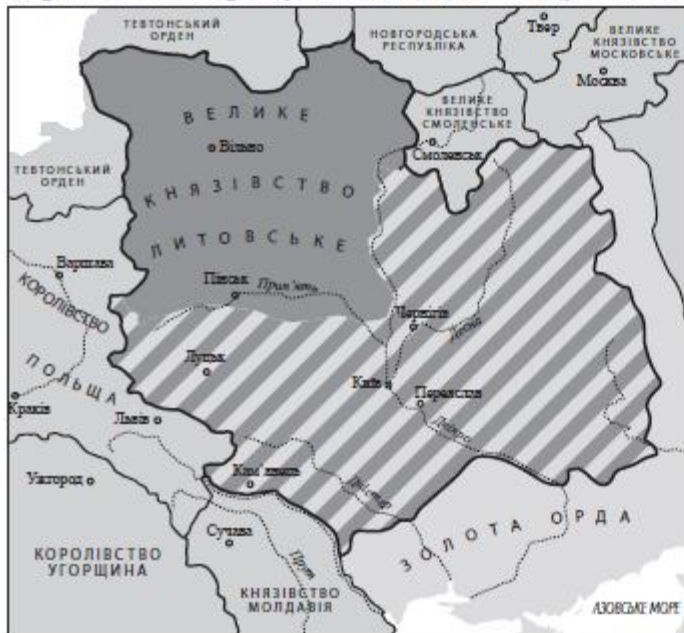 ТЕВТОНСЬКИЙ
ОРДЕН
НОВГОРОДСЬКА
РЕСПУБЛІКА
Твер
ВЕЛИКЕ
КНЯЗІВСТВО
МОСКОВСЬКЕ
Москва
ВЕЛИКЕ
КНЯЗІВСТВО
СМОЛЕНСЬКЕ
Смоленськ
ВЕЛИКЕ
Вільно
КНЯЗІВСТВО
ЛИТОВСЬКЕ
ТЕВТОНСЬКИЙ
ОРДЕН
Варшава
КОРОЛІВСТВО
ПОЛЬЩА
Пінськ
Прип'ять
Чернігів
Десна
Луцьк
Київ
Переяслав
Дніпро
Краків
Львів
Кам'янець
Ужгород
Сучава
Прут
ЗОЛОТА ОРДА
КОРОЛІВСТВО
УГОРЩИНА
КНЯЗІВСТВО
МОЛДАВІЯ
АЗОВСЬКЕ МОРЕ